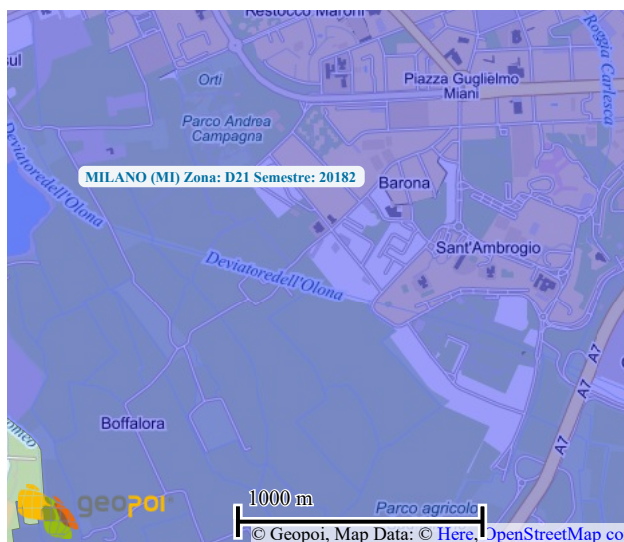 Restocco Maroni
Roggia Carlesca
Orti
Piazza Guglielmo
Miani
Parco Andrea
Campagna
Deviatoredell'Olona
MILANO (MI) Zona: D21 Semestre: 20182
Barona
Sant'Ambrogio
Deviatoredell'Olona
A7
A7
A7
Boffalora
geopoi
1000 m
Parco agricolo
© Geopoi, Map Data: © Here, OpenStreetMap co